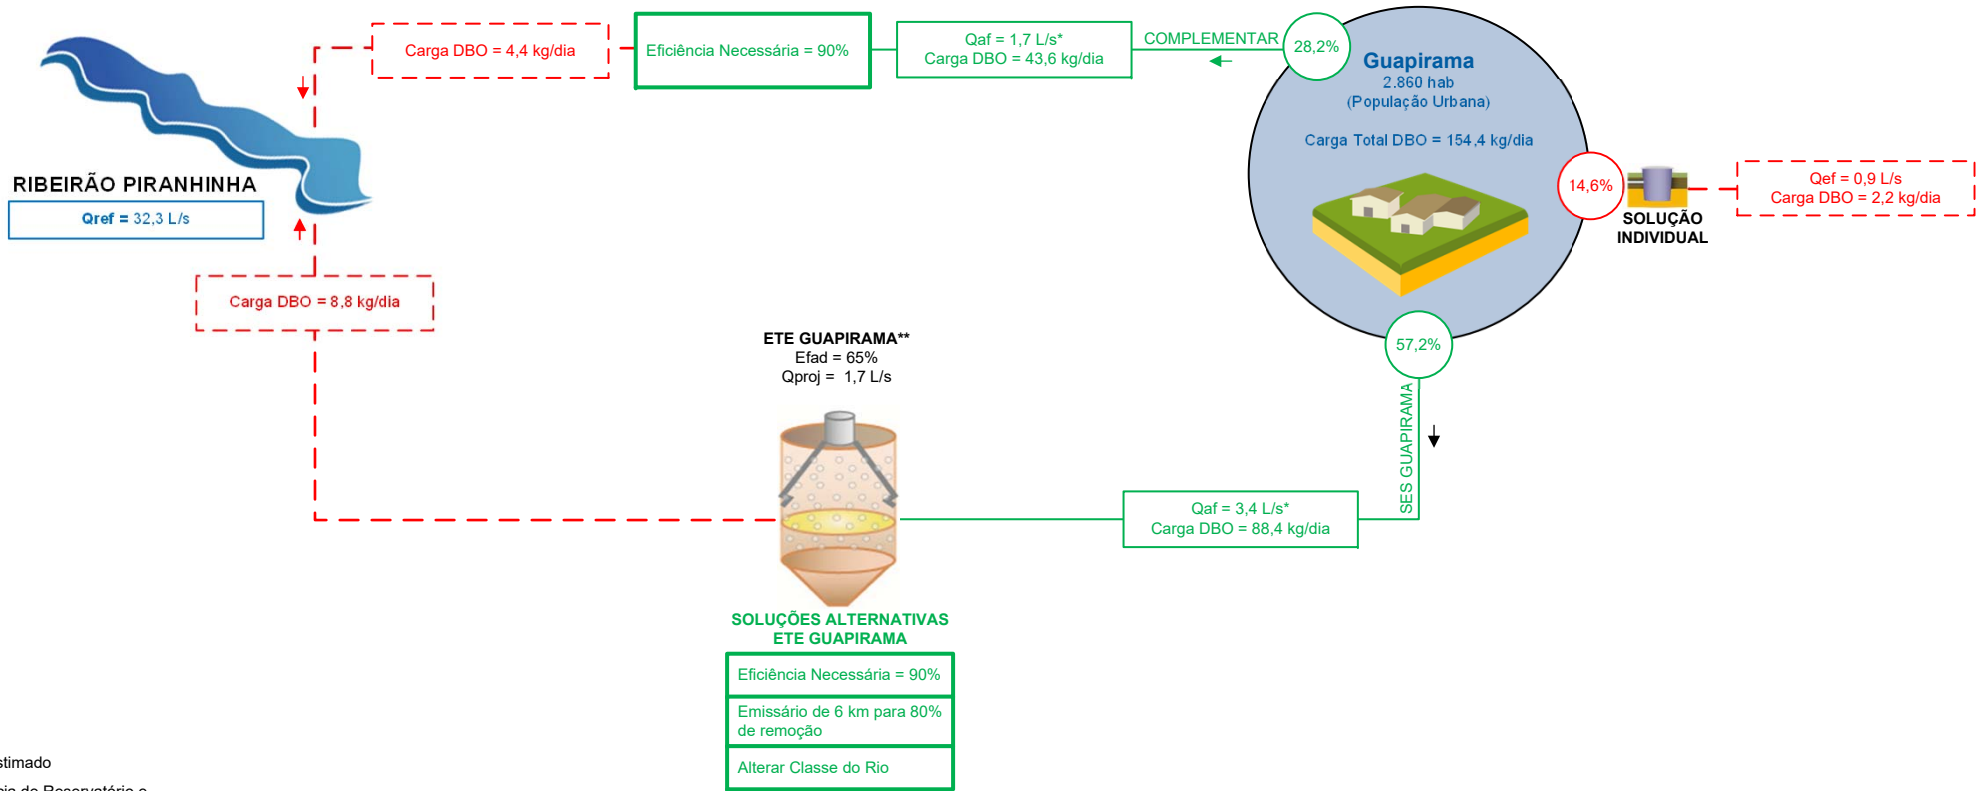 Carga DBO = 4,4 kg/dia
Eficiência Necessária = 90%
Qaf = 1,7 L/s*
Carga DBO = 43,6 kg/dia
COMPLEMENTAR
28,2%
Guapirama
2.860 hab
(População Urbana)
Carga Total DBO = 154,4 kg/dia
14,6%
SOLUÇÃO
INDIVIDUAL
Qef = 0,9 L/s
Carga DBO = 2,2 kg/dia
RIBEIRÃO PIRANHINHA
Qref = 32,3 L/s
Carga DBO = 8,8 kg/dia
57,2%
SES GUAPIRAMA
ETE GUAPIRAMA**
Efad = 65%
Qproj = 1,7 L/s
Qaf = 3,4 L/s*
Carga DBO = 88,4 kg/dia
SOLUÇÕES ALTERNATIVAS
ETE GUAPIRAMA
Eficiência Necessária = 90%
Emissário de 6 km para 80%
de remoção
Alterar Classe do Rio
stimado
cia de Reservatório e